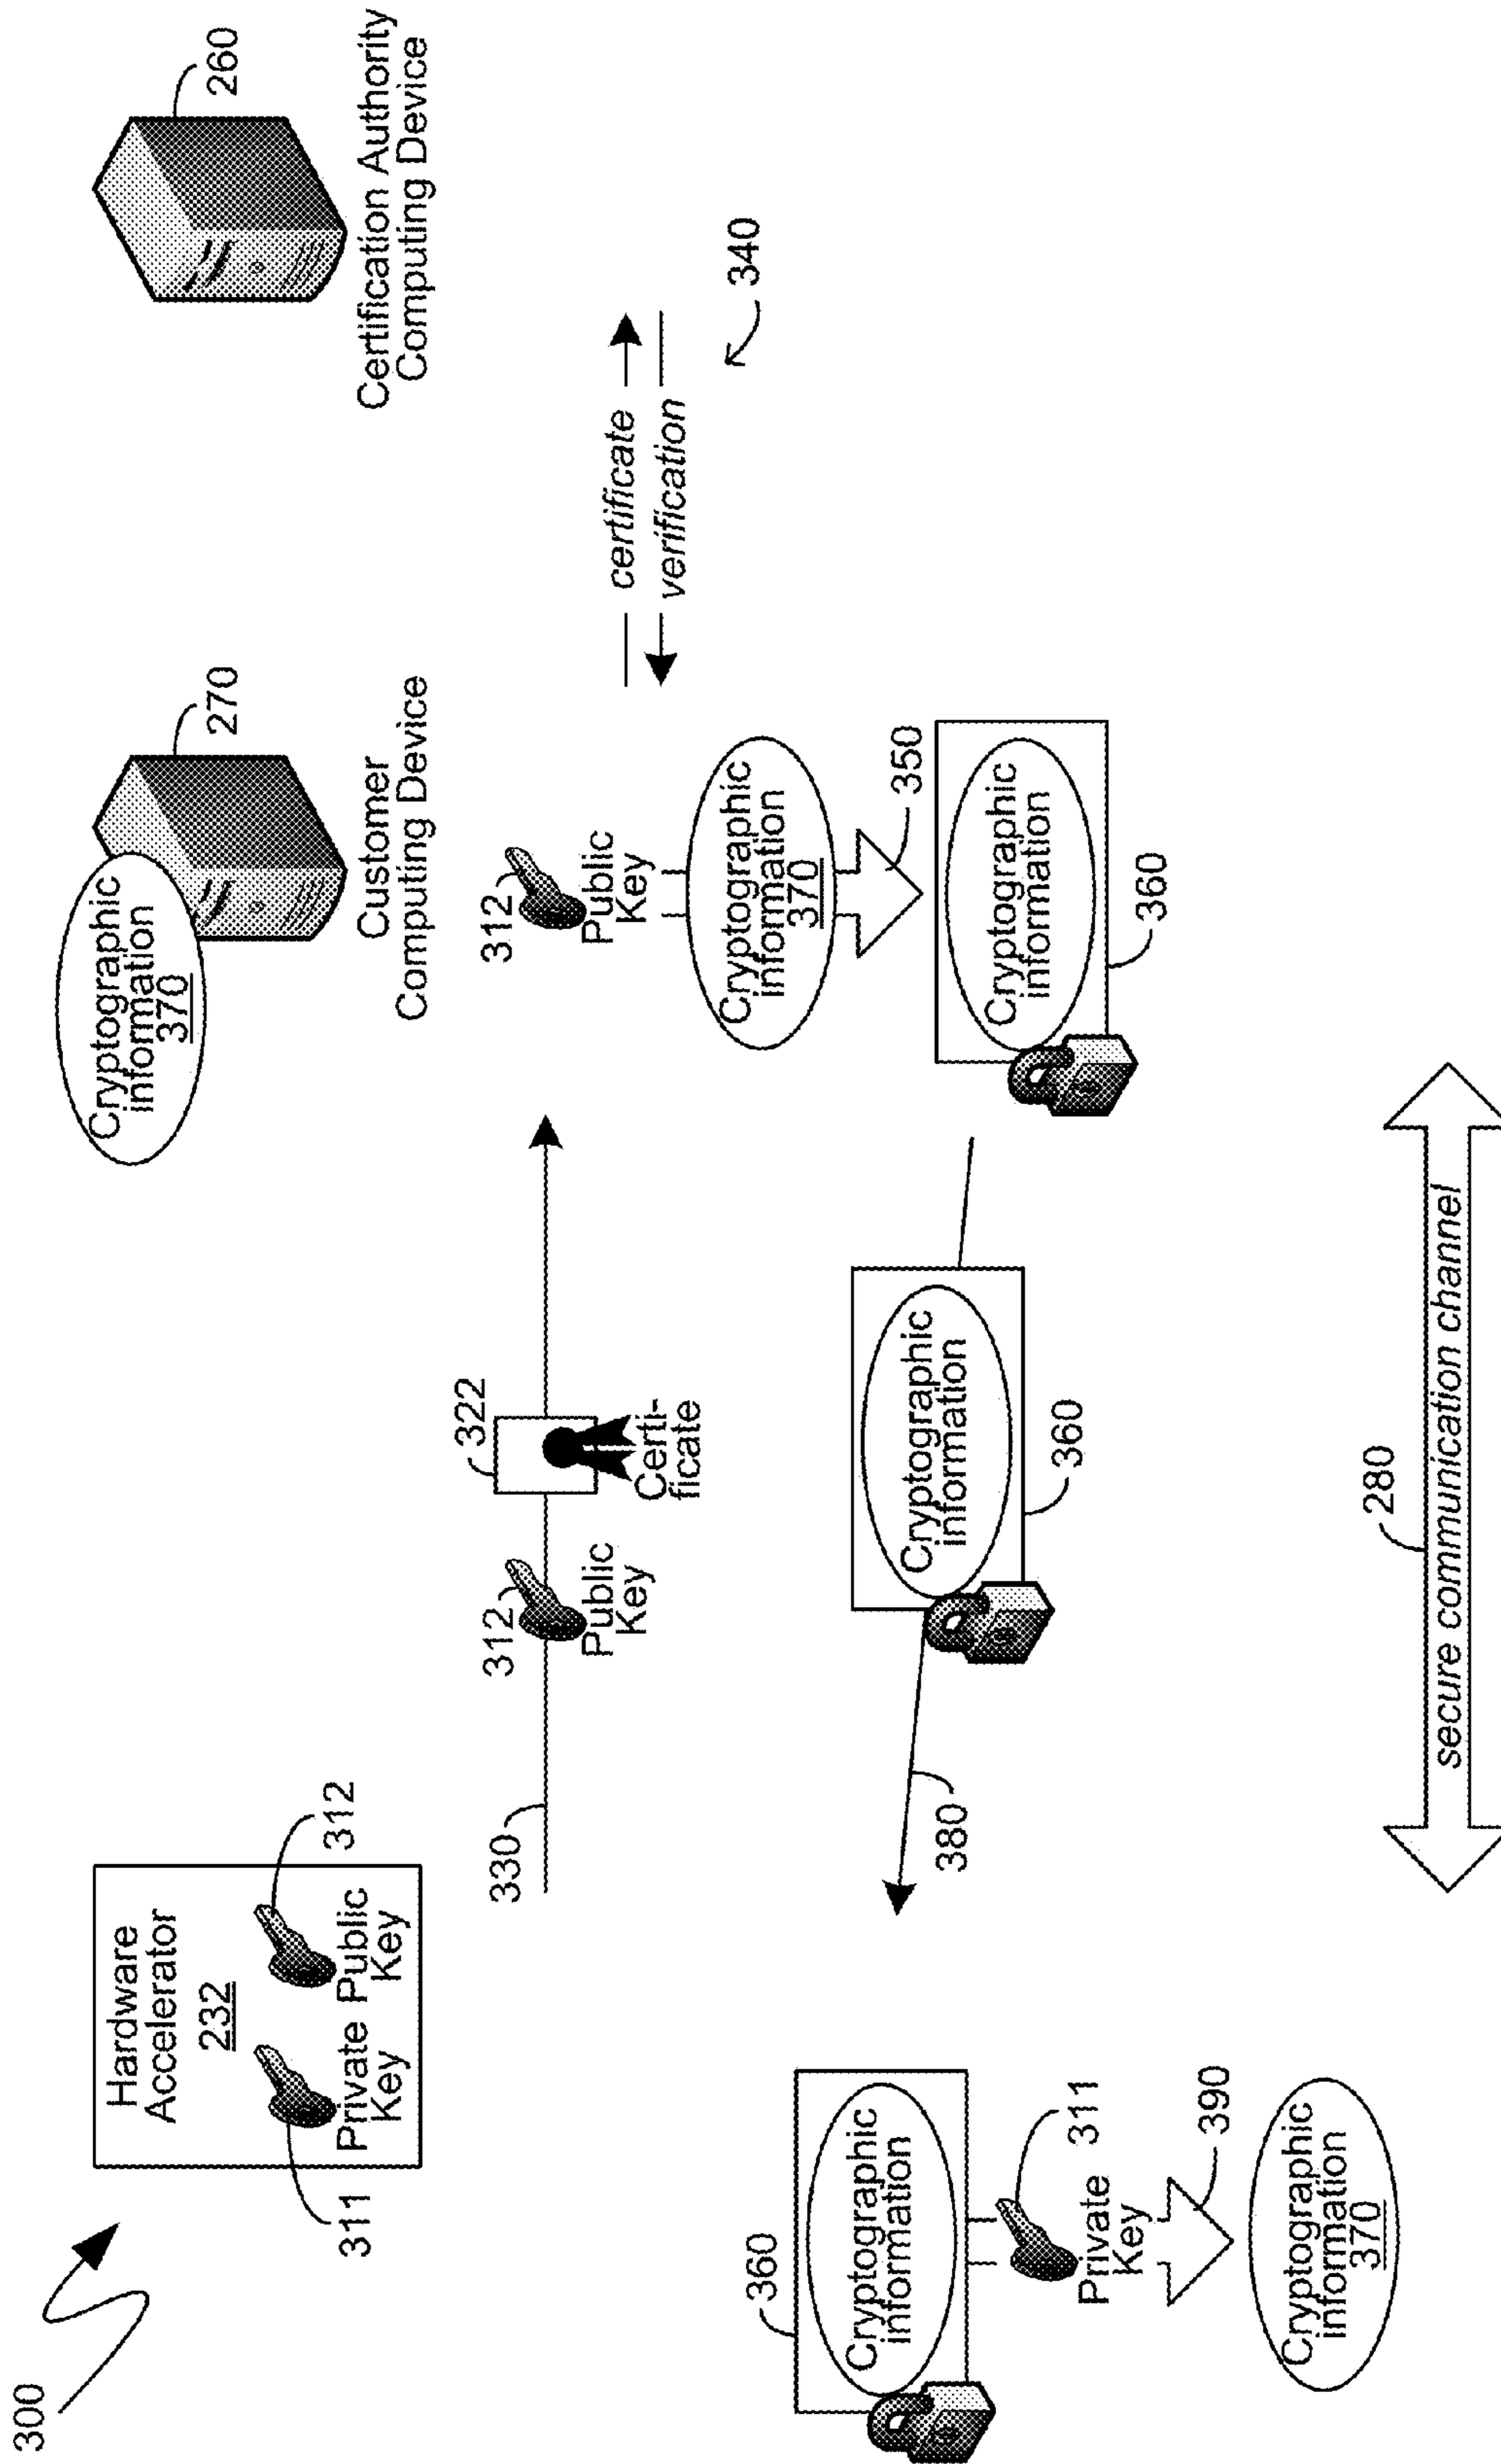 300
Hardware
Accelerator
232
Private
Key
Public
Key
311
312
Cryptographic
information
370
270
Customer
Computing Device
260
Certification Authority
Computing Device
330
312
Public
Key
322
Certi-
ficate
312
Public
Key
certificate
verification
340
Cryptographic
information
370
350
Cryptographic
information
360
Cryptographic
information
360
380
360
Cryptographic
information
311
Private
Key
390
Cryptographic
information
370
280
secure communication channel